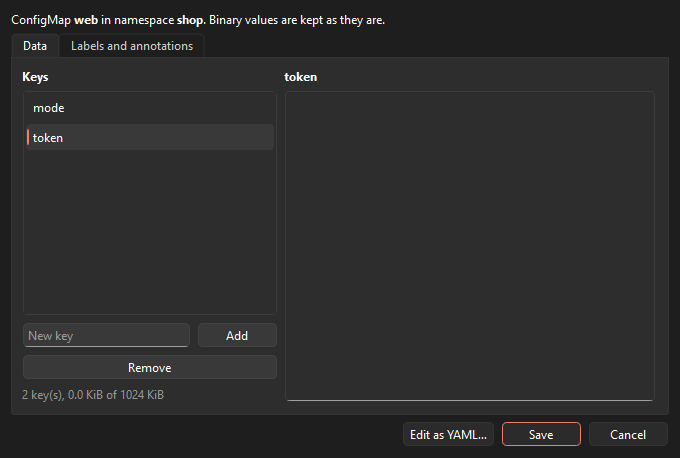 ConfigMap web in namespace shop. Binary values are kept as they are.
Data
Labels and annotations
Keys
token
mode
token
New key
Add
Remove
2 key(s), 0.0 KiB of 1024 KiB
Edit as YAML...
Save
Cancel